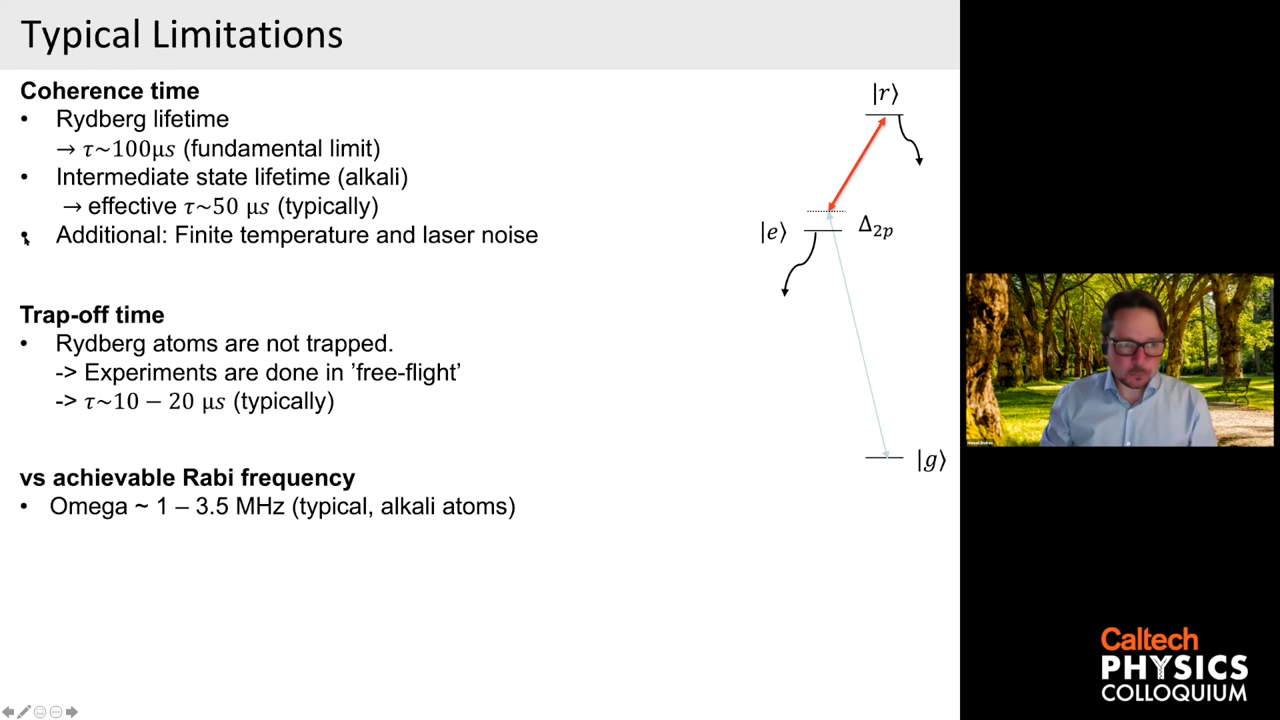 Typical Limitations
Coherence time
• Rydberg lifetime
→ τ~100μs (fundamental limit)
• Intermediate state lifetime (alkali)
→ effective τ~50 μs (typically)
• Additional: Finite temperature and laser noise
Trap-off time
• Rydberg atoms are not trapped.
-> Experiments are done in ’free-flight’
-> τ~10 − 20 μs (typically)
vs achievable Rabi frequency
• Omega ~ 1 – 3.5 MHz (typical, alkali atoms)
|r⟩
|e⟩
Δ2p
|g⟩
Caltech
PHYSICS
COLLOQUIUM